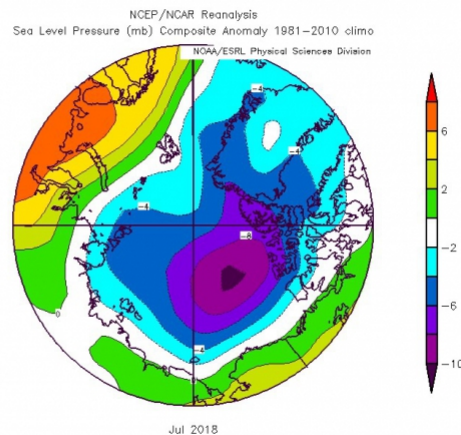 NCEP/NCAR Reanalysis
Sea Level Pressure (mb) Composite Anomaly 1981−2010 climo
NOAA/ESRL Physical Sciences Division
−4
−4
−4
−8
−4
0
6
2
−2
−6
−10
Jul 2018